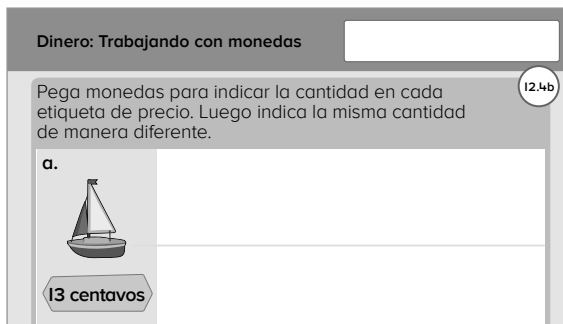 Dinero: Trabajando con monedas
12.4b
Pega monedas para indicar la cantidad en cada
etiqueta de precio. Luego indica la misma cantidad
de manera diferente.
a.
13 centavos